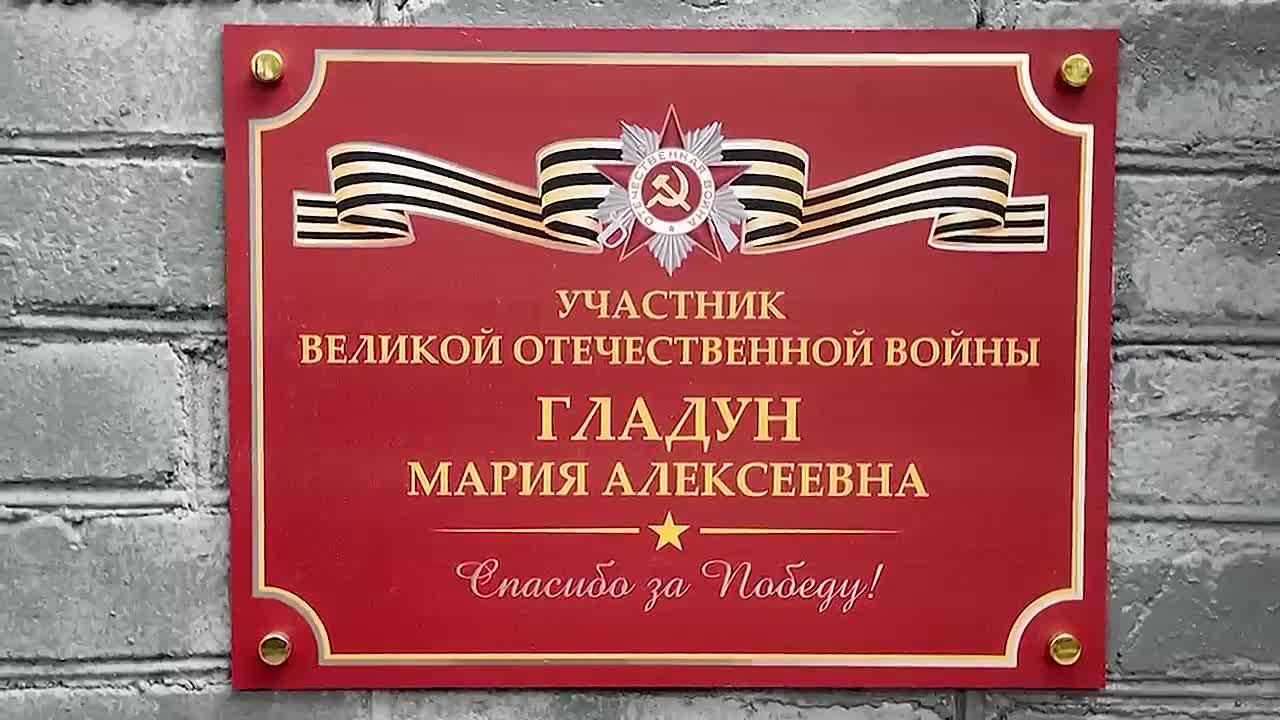 ОТЕЧЕСТВЕННАЯ ВОЙНА
УЧАСТНИК
ВЕЛИКОЙ ОТЕЧЕСТВЕННОЙ ВОЙНЫ
ГЛАДУН
МАРИЯ АЛЕКСЕЕВНА
Спасибо за Победу!